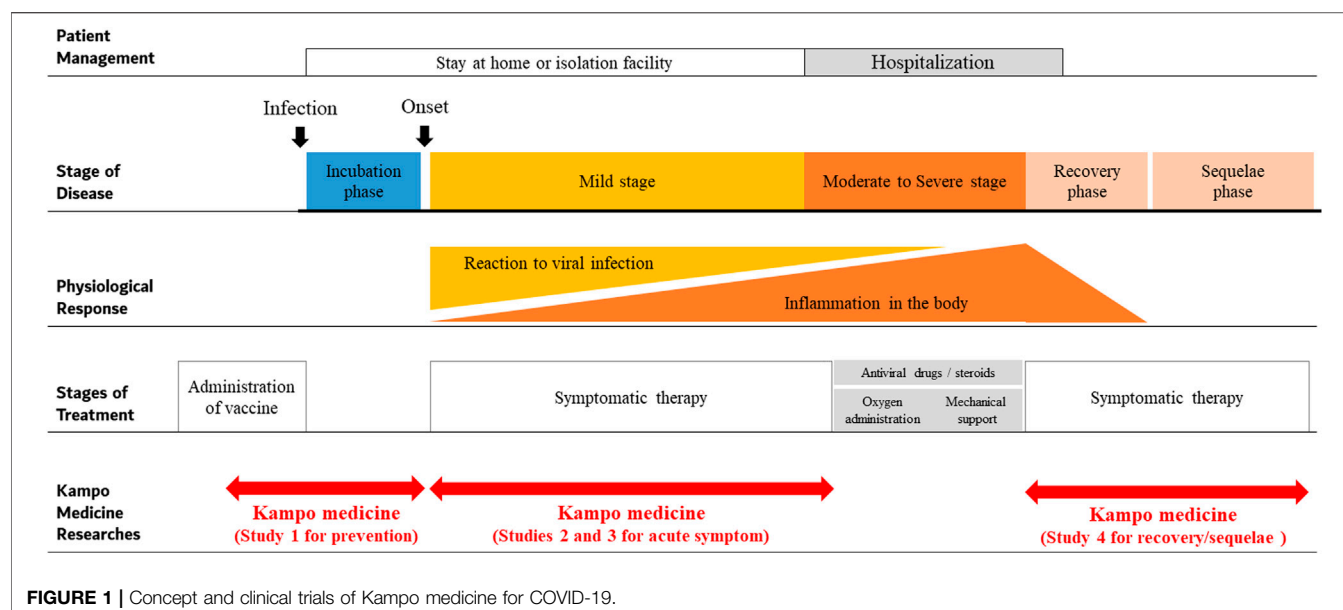 Patient
Management
Stay at home or isolation facility
Hospitalization
Infection
Onset
Stage of
Disease
Incubation
phase
Mild stage
Moderate to Severe stage
Recovery
phase
Sequelae
phase
Physiological
Response
Reaction to viral infection
Inflammation in the body
Stages of
Treatment
Administration
of vaccine
Symptomatic therapy
Antiviral drugs / steroids
Oxygen
administration
Mechanical
support
Symptomatic therapy
Kampo
Medicine
Researches
Kampo medicine
(Study 1 for prevention)
Kampo medicine
(Studies 2 and 3 for acute symptom)
Kampo medicine
(Study 4 for recovery/sequelae )
FIGURE 1 | Concept and clinical trials of Kampo medicine for COVID-19.